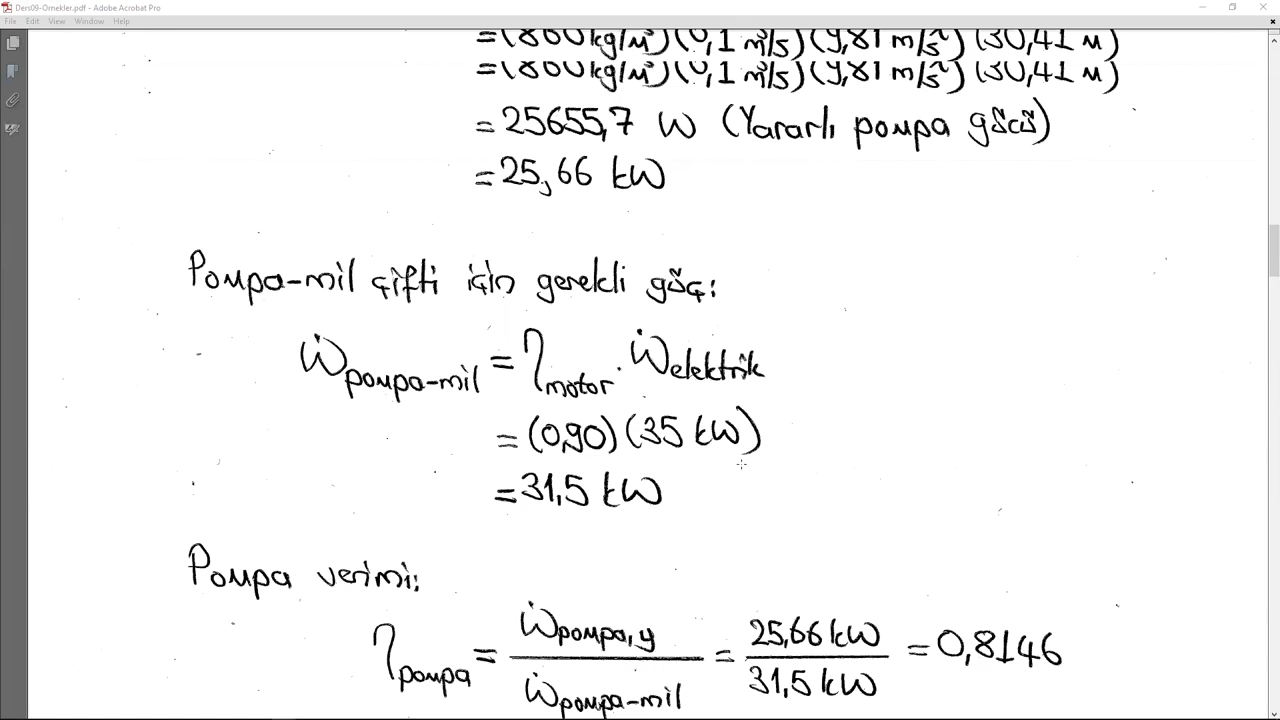 Ders09-Ornekler.pdf - Adobe Acrobat Pro
File Edit View Window Help
=(860 kg/m³)(0,1 m³/s)(9,81 m/s²)(30,41 m)
=(860 kg/m³)(0,1 m³/s)(9,81 m/s²)(30,41 m)
=25655,7 W (Yararlı pompa gücü)
=25,66 kW
Pompa-mil çifti için gerekli güç:
Ẇpompa-mil = ηmotor . Ẇelektrik
=(0,90)(35 kW)
=31,5 kW
Pompa verimi:
ηpompa = Ẇpompa,y / Ẇpompa-mil = 25,66 kW / 31,5 kW = 0,8146